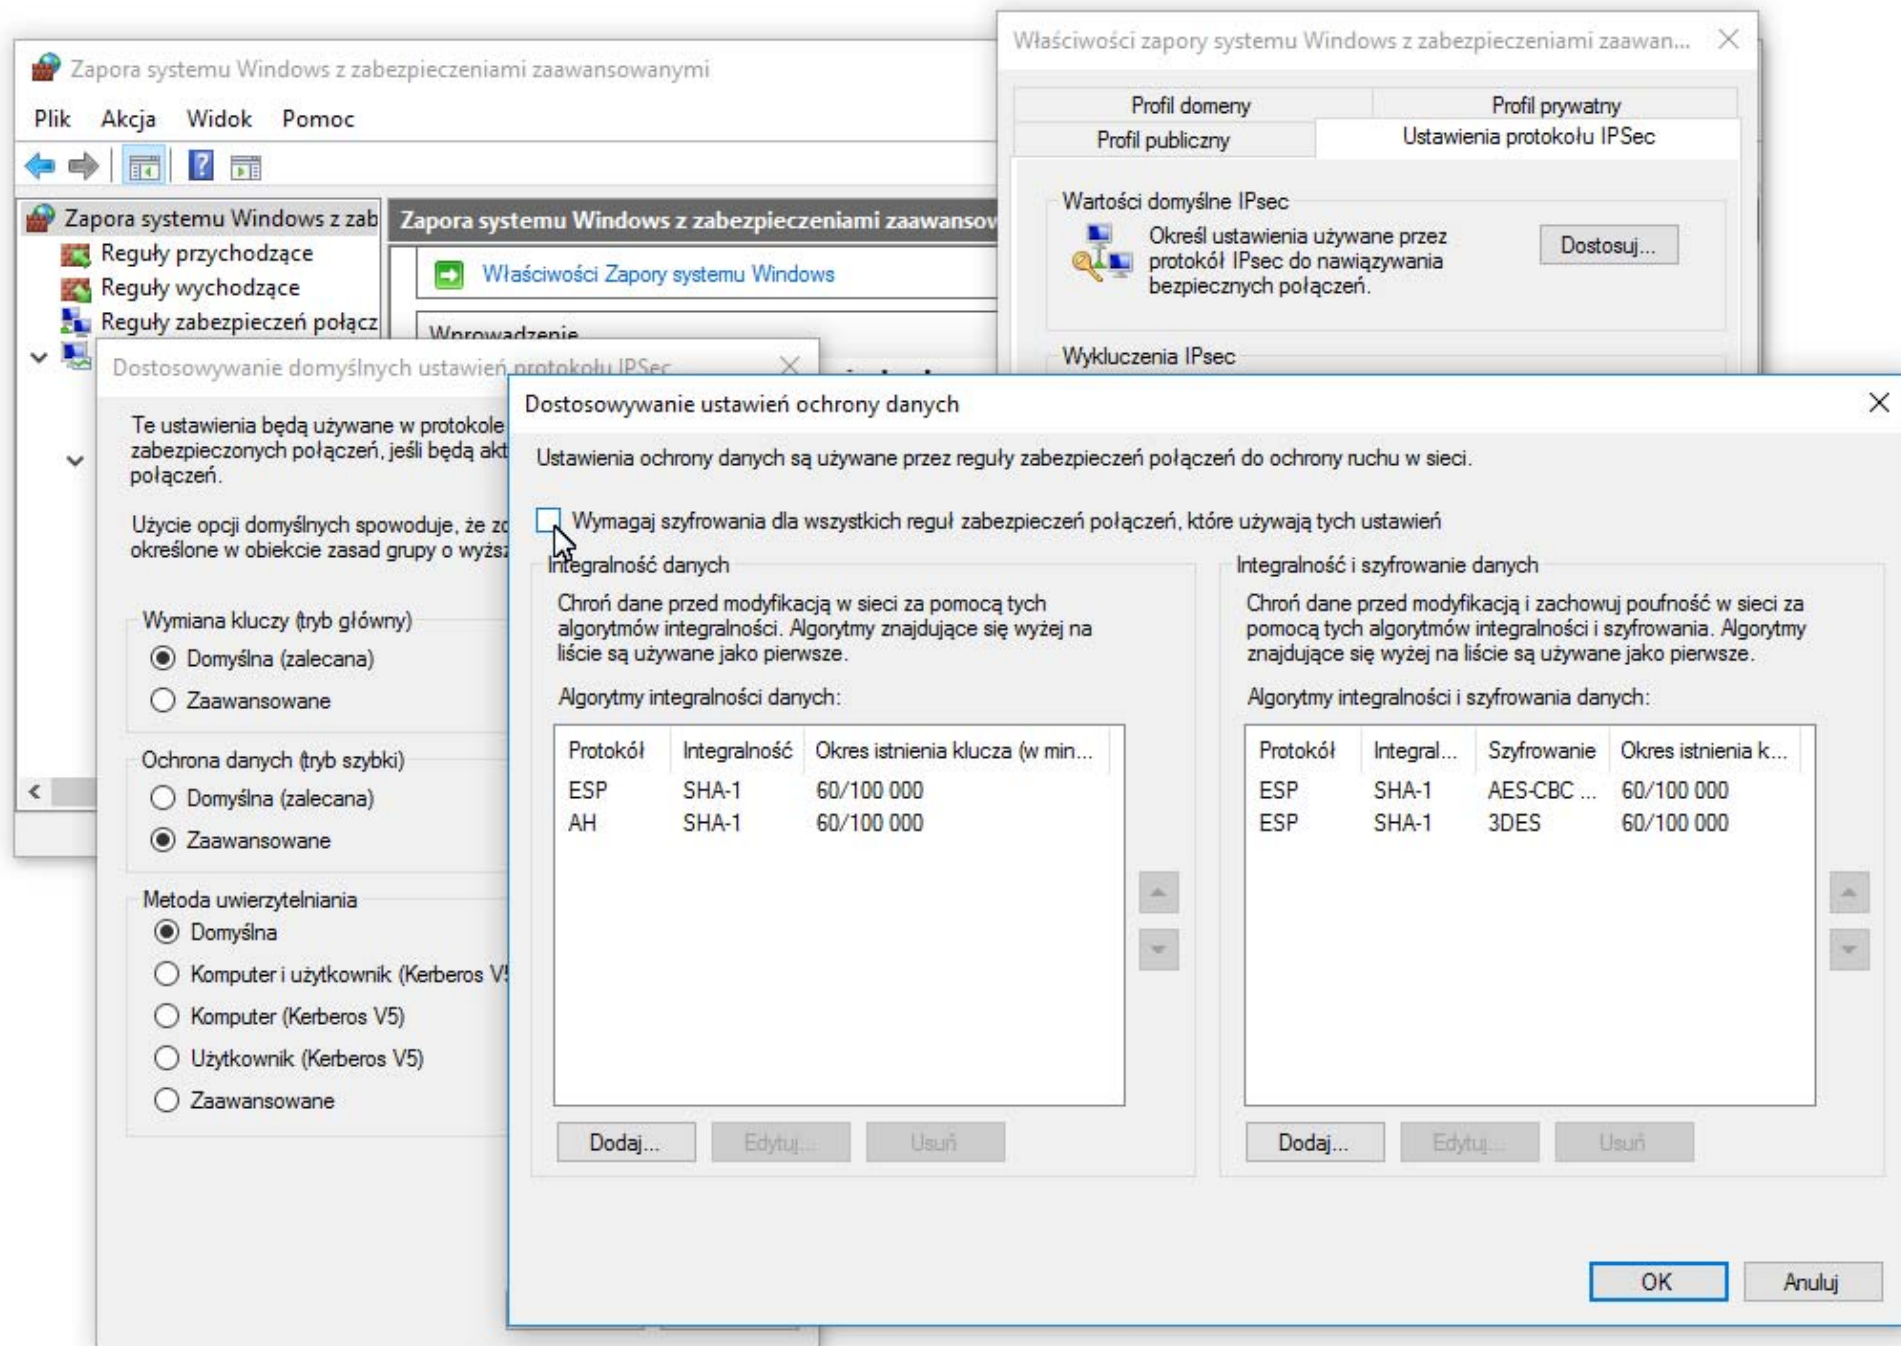 Zapora systemu Windows z zabezpieczeniami zaawansowanymi
Plik Akcja Widok Pomoc
Zapora systemu Windows z zab
Reguły przychodzące
Reguły wychodzące
Reguły zabezpieczeń połącz
Zapora systemu Windows z zabezpieczeniami zaawansow
Właściwości Zapory systemu Windows
Wprowadzenie
Właściwości zapory systemu Windows z zabezpieczeniami zaawan...
Profil domeny
Profil prywatny
Profil publiczny
Ustawienia protokołu IPSec
Wartości domyślne IPsec
Określ ustawienia używane przez
protokół IPsec do nawiązywania
bezpiecznych połączeń.
Dostosuj...
Wykluczenia IPsec
Dostosowywanie domyślnych ustawień protokołu IPSec
Te ustawienia będą używane w protokole
zabezpieczonych połączeń, jeśli będą akt
połączeń.
Użycie opcji domyślnych spowoduje, że zo
określone w obiekcie zasad grupy o wyższ
Wymiana kluczy (tryb główny)
Domyślna (zalecana)
Zaawansowane
Ochrona danych (tryb szybki)
Domyślna (zalecana)
Zaawansowane
Metoda uwierzytelniania
Domyślna
Komputer i użytkownik (Kerberos V5
Komputer (Kerberos V5)
Użytkownik (Kerberos V5)
Zaawansowane
Dostosowywanie ustawień ochrony danych
Ustawienia ochrony danych są używane przez reguły zabezpieczeń połączeń do ochrony ruchu w sieci.
Wymagaj szyfrowania dla wszystkich reguł zabezpieczeń połączeń, które używają tych ustawień
Integralność danych
Chroń dane przed modyfikacją w sieci za pomocą tych
algorytmów integralności. Algorytmy znajdujące się wyżej na
liście są używane jako pierwsze.
Algorytmy integralności danych:
Protokół Integralność Okres istnienia klucza (w min...
ESP SHA-1 60/100 000
AH SHA-1 60/100 000
Dodaj... Edytuj... Usuń
Integralność i szyfrowanie danych
Chroń dane przed modyfikacją i zachowuj poufność w sieci za
pomocą tych algorytmów integralności i szyfrowania. Algorytmy
znajdujące się wyżej na liście są używane jako pierwsze.
Algorytmy integralności i szyfrowania danych:
Protokół Integral... Szyfrowanie Okres istnienia k...
ESP SHA-1 AES-CBC ... 60/100 000
ESP SHA-1 3DES 60/100 000
Dodaj... Edytuj... Usuń
OK Anuluj